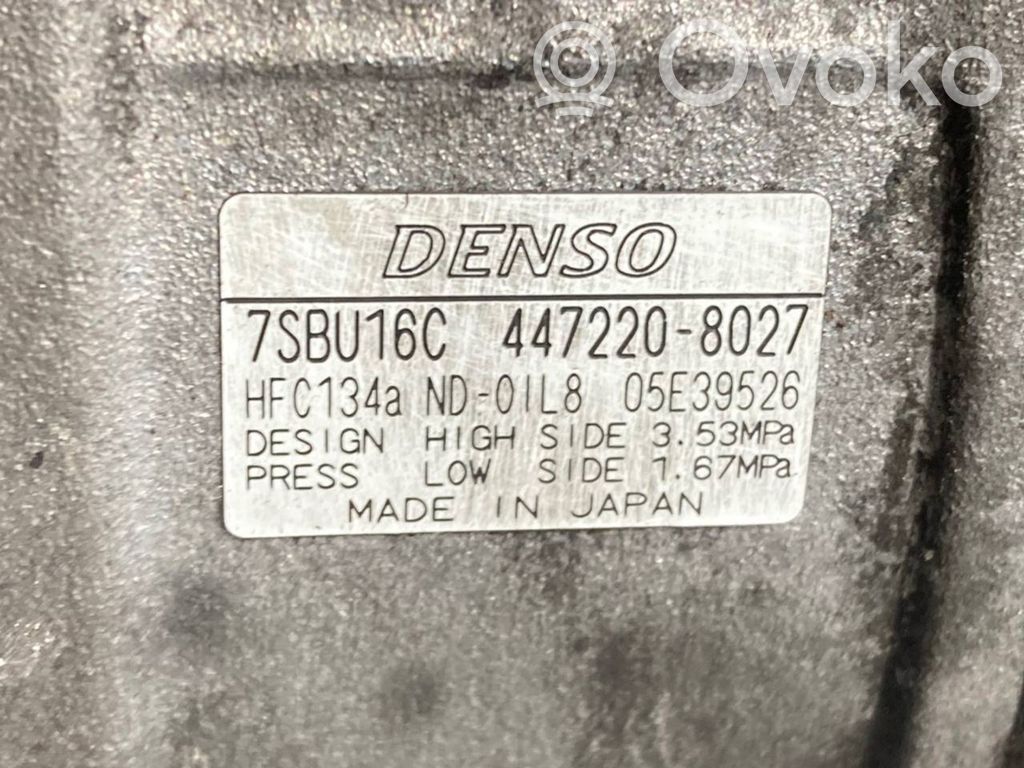 Ovoko
DENSO
7SBU16C 447220-8027
HFC134a ND-OIL8 05E39526
DESIGN HIGH SIDE 3.53MPa
PRESS LOW SIDE 1.67MPa
MADE IN JAPAN